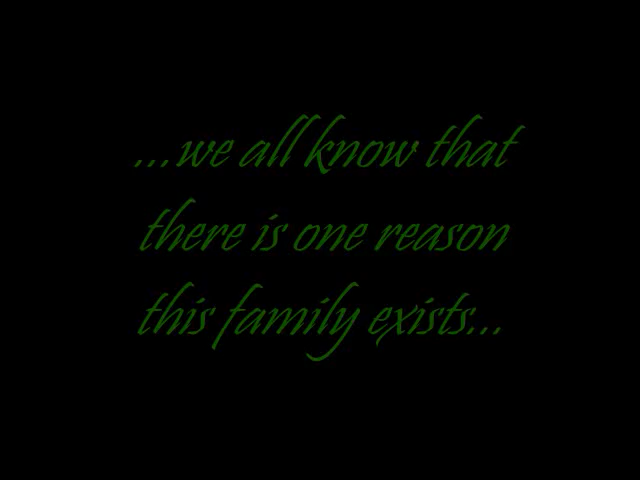 ...we all know that
there is one reason
this family exists...